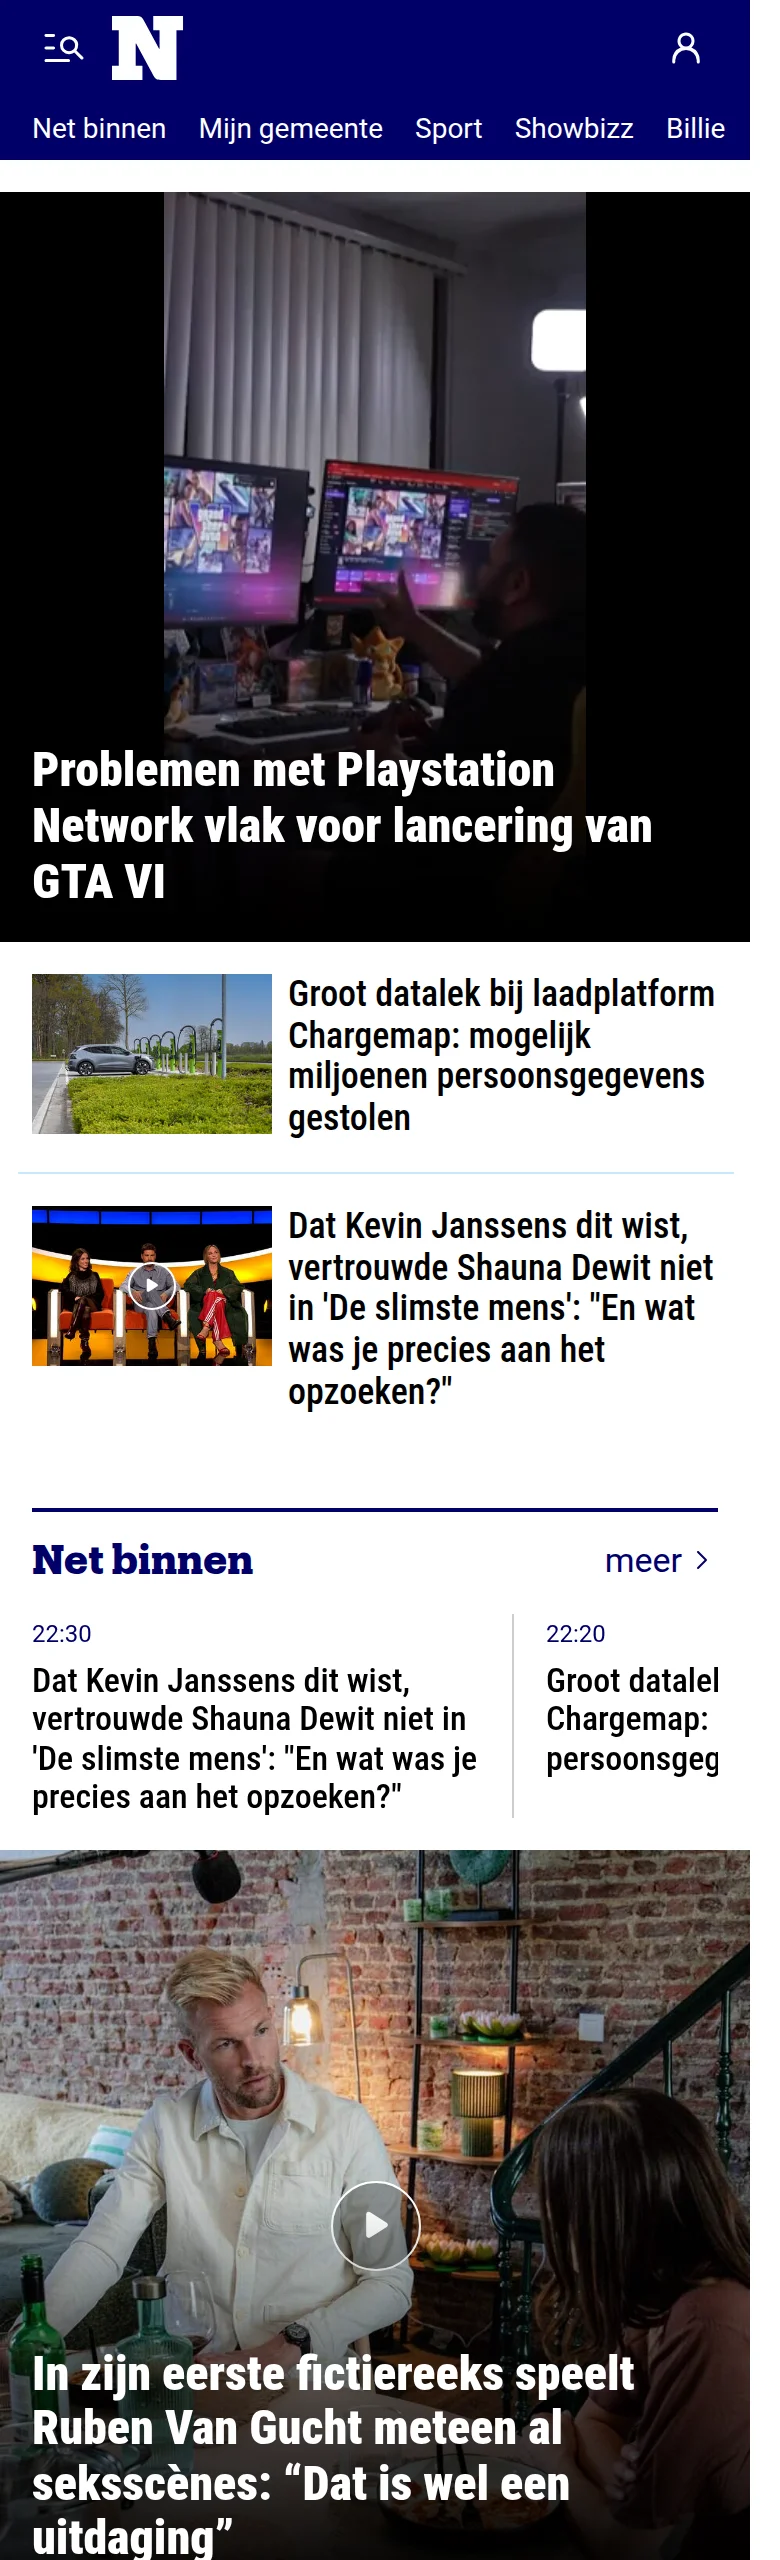 N
Net binnen Mijn gemeente Sport Showbizz Billie
Problemen met Playstation
Network vlak voor lancering van
GTA VI
Groot datalek bij laadplatform
Chargemap: mogelijk
miljoenen persoonsgegevens
gestolen
Dat Kevin Janssens dit wist,
vertrouwde Shauna Dewit niet
in 'De slimste mens': "En wat
was je precies aan het
opzoeken?"
Net binnen meer
22:30
Dat Kevin Janssens dit wist,
vertrouwde Shauna Dewit niet in
'De slimste mens': "En wat was je
precies aan het opzoeken?"
22:20
Groot datalel
Chargemap:
persoonsgeg
In zijn eerste fictiereeks speelt
Ruben Van Gucht meteen al
seksscènes: “Dat is wel een
uitdaging”